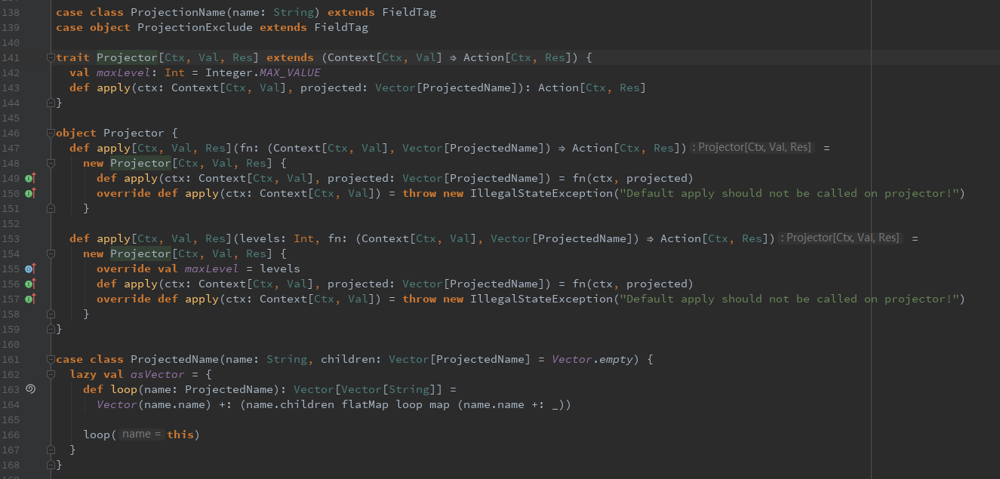 138 case class ProjectionName(name: String) extends FieldTag
139 case object ProjectionExclude extends FieldTag
140
141 trait Projector[Ctx, Val, Res] extends (Context[Ctx, Val] ⇒ Action[Ctx, Res]) {
142   val maxLevel: Int = Integer.MAX_VALUE
143   def apply(ctx: Context[Ctx, Val], projected: Vector[ProjectedName]): Action[Ctx, Res]
144 }
145
146 object Projector {
147   def apply[Ctx, Val, Res](fn: (Context[Ctx, Val], Vector[ProjectedName]) ⇒ Action[Ctx, Res]) : Projector[Ctx, Val, Res] =
148     new Projector[Ctx, Val, Res] {
149       def apply(ctx: Context[Ctx, Val], projected: Vector[ProjectedName]) = fn(ctx, projected)
150       override def apply(ctx: Context[Ctx, Val]) = throw new IllegalStateException("Default apply should not be called on projector!")
151     }
152
153   def apply[Ctx, Val, Res](levels: Int, fn: (Context[Ctx, Val], Vector[ProjectedName]) ⇒ Action[Ctx, Res]) : Projector[Ctx, Val, Res] =
154     new Projector[Ctx, Val, Res] {
155       override val maxLevel = levels
156       def apply(ctx: Context[Ctx, Val], projected: Vector[ProjectedName]) = fn(ctx, projected)
157       override def apply(ctx: Context[Ctx, Val]) = throw new IllegalStateException("Default apply should not be called on projector!")
158     }
159 }
160
161 case class ProjectedName(name: String, children: Vector[ProjectedName] = Vector.empty) {
162   lazy val asVector = {
163     def loop(name: ProjectedName): Vector[Vector[String]] =
164       Vector(name.name) +: (name.children flatMap loop map (name.name +: _))
165
166     loop( name = this)
167   }
168 }